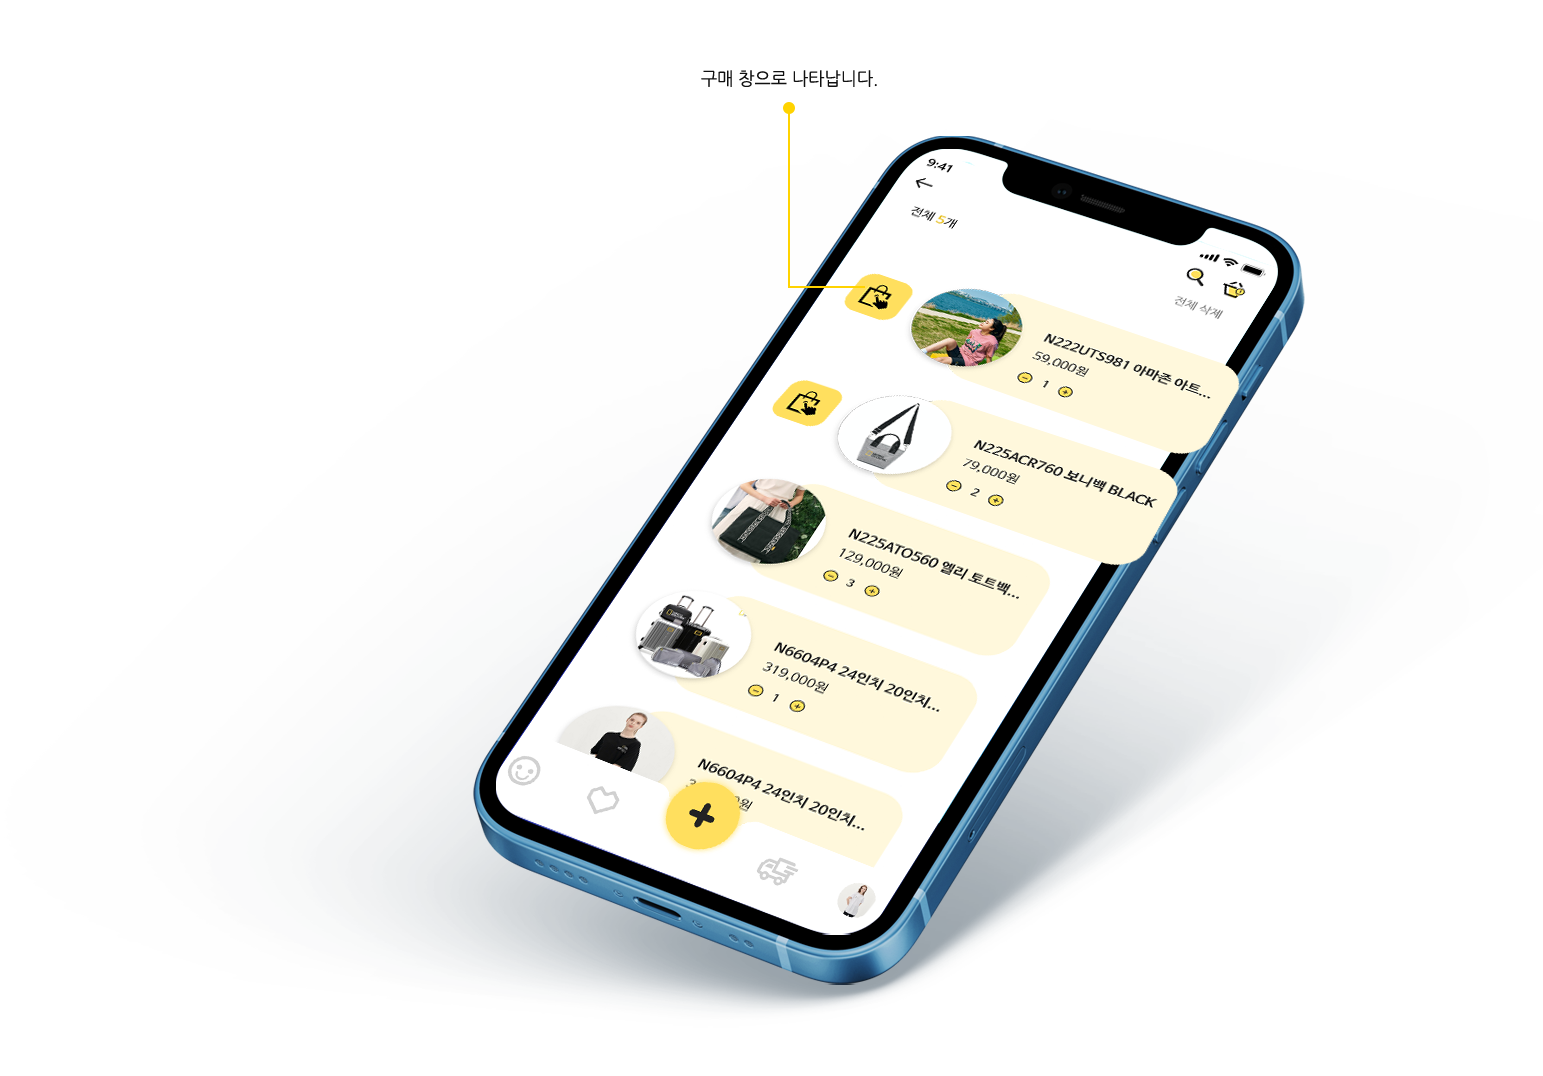 구매 창으로 나타납니다.
9:41
전체 5개
전체 삭제
N222UTS981 아마존 아트...
59,000원
1
N225ACR760 보니백 BLACK
79,000원
2
N225ATO560 엘리 토트백...
129,000원
3
N6604P4 24인치 20인치...
319,000원
1
N6604P4 24인치 20인치...
원